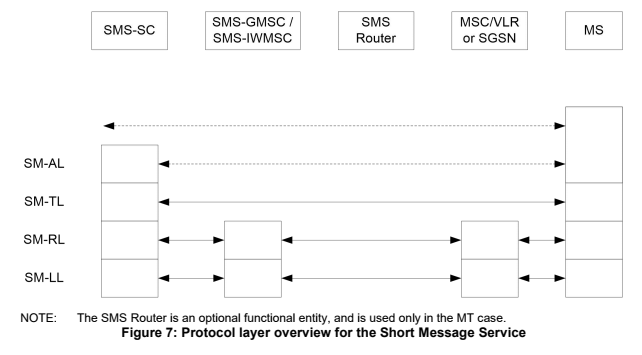 SMS-SC
SMS-GMSC /
SMS-IWMSC
SMS
Router
MSC/VLR
or SGSN
MS
SM-AL
SM-TL
SM-RL
SM-LL
NOTE: The SMS Router is an optional functional entity, and is used only in the MT case.
Figure 7: Protocol layer overview for the Short Message Service